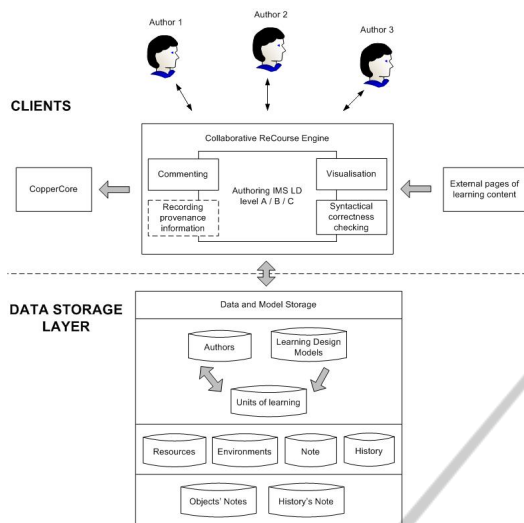 Author 1
Author 2
Author 3
CLIENTS
Collaborative ReCourse Engine
Commenting
Visualisation
Authoring IMS LD
level A / B / C
Recording
provenance
information
Syntactical
correctness
checking
CopperCore
External pages of
learning content
DATA STORAGE
LAYER
Data and Model Storage
Authors
Learning Design
Models
Units of learning
Resources
Environments
Note
History
Objects' Notes
History's Note